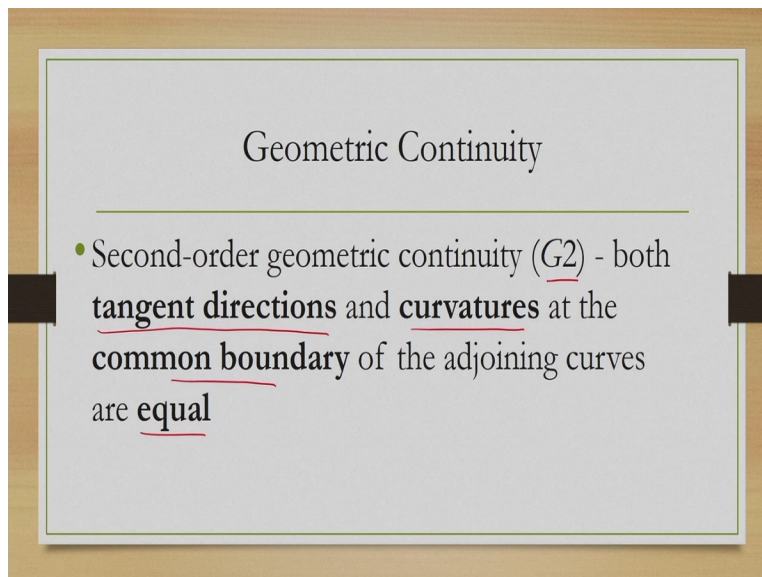 Geometric Continuity
• Second-order geometric continuity (G2) - both
tangent directions and curvatures at the
common boundary of the adjoining curves
are equal